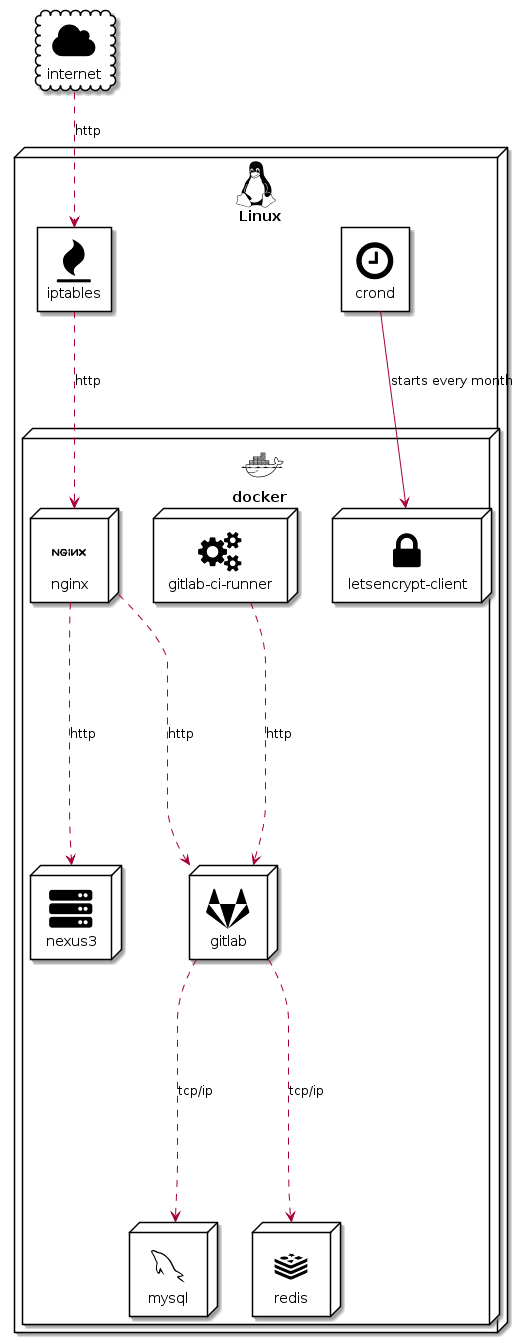 internet
http
Linux
iptables
crond
http
starts every month
docker
NGINX
nginx
gitlab-ci-runner
letsencrypt-client
http
http
http
nexus3
gitlab
tcp/ip
tcp/ip
mysql
redis